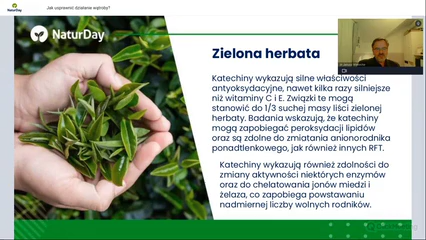 NaturDay
Jak usprawnić działanie wątroby?
NaturDay
Zielona herbata
Katechiny wykazują silne właściwości
antyoksydacyjne, nawet kilka razy silniejsze
niż witaminy C i E. Związki te mogą
stanowić do 1/3 suchej masy liści zielonej
herbaty. Badania wskazują, że katechiny
mogą zapobiegać peroksydacji lipidów
oraz są zdolne do zmiatania anionorodnika
ponadtlenkowego, jak również innych RFT.
Katechiny wykazują również zdolności do
zmiany aktywności niektórych enzymów
oraz do chelatowania jonów miedzi i
żelaza, co zapobiega powstawaniu
nadmiernej liczby wolnych rodników.